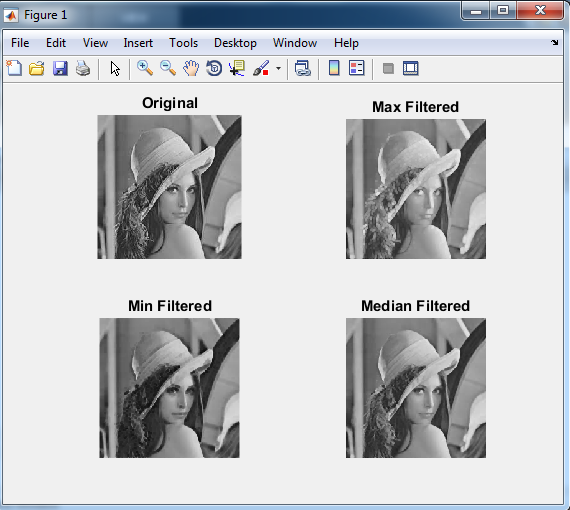 Figure 1
File Edit View Insert Tools Desktop Window Help
Original
Max Filtered
Min Filtered
Median Filtered